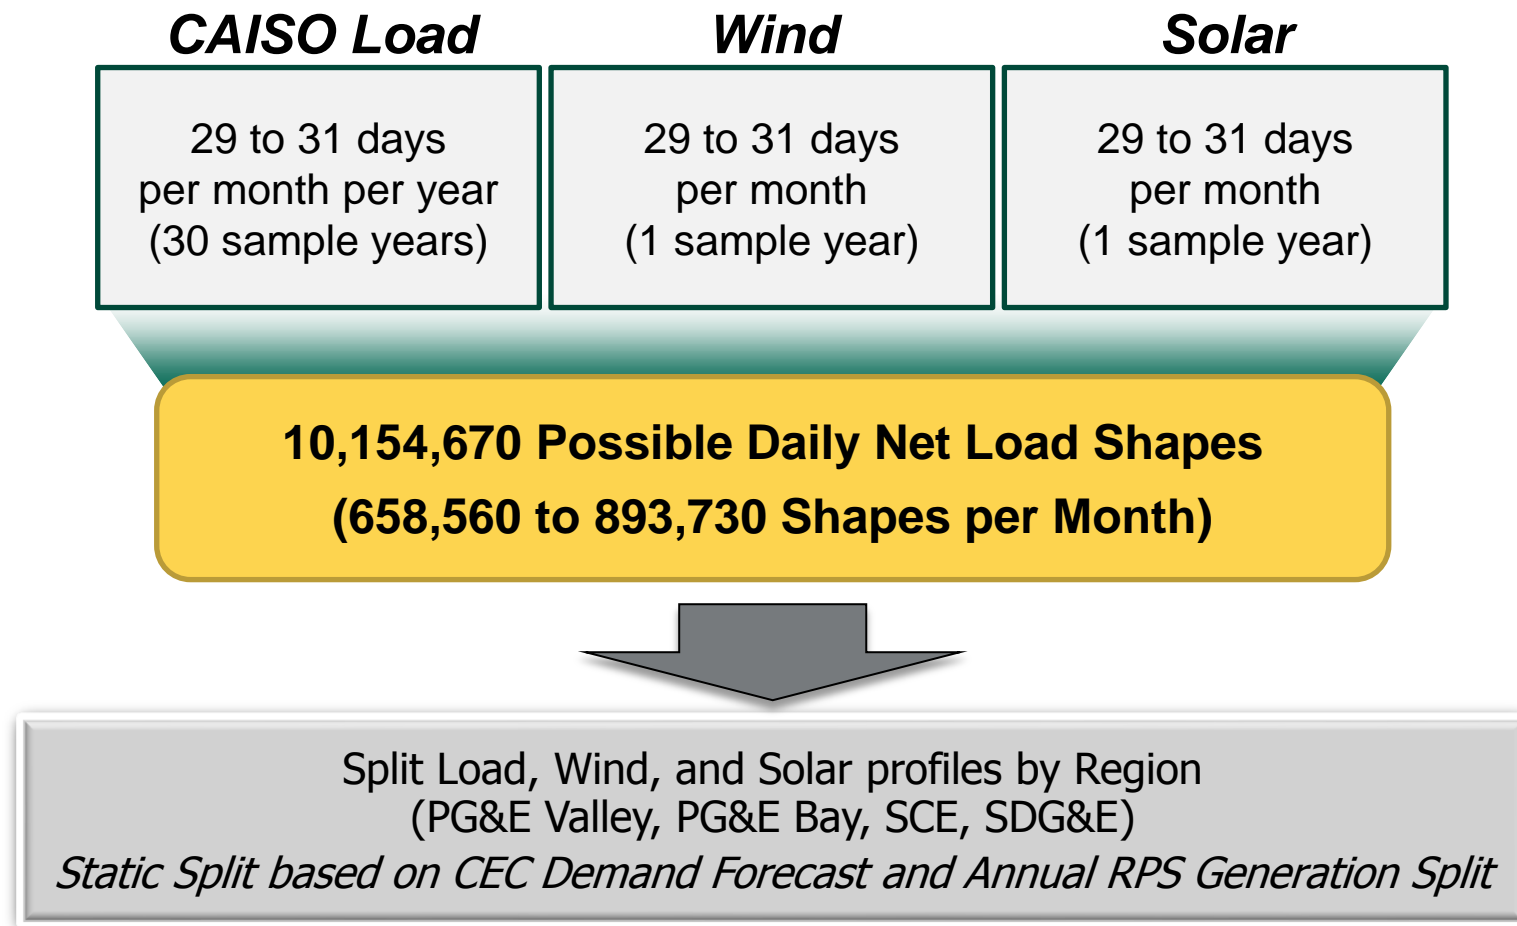 CAISO Load
Wind
Solar
29 to 31 days
per month per year
(30 sample years)
29 to 31 days
per month
(1 sample year)
29 to 31 days
per month
(1 sample year)
10,154,670 Possible Daily Net Load Shapes
(658,560 to 893,730 Shapes per Month)
Split Load, Wind, and Solar profiles by Region
(PG&E Valley, PG&E Bay, SCE, SDG&E)
Static Split based on CEC Demand Forecast and Annual RPS Generation Split